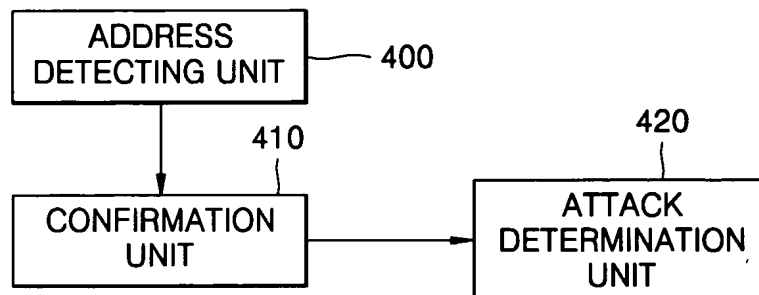 ADDRESS
DETECTING UNIT
400
410
CONFIRMATION
UNIT
420
ATTACK
DETERMINATION
UNIT